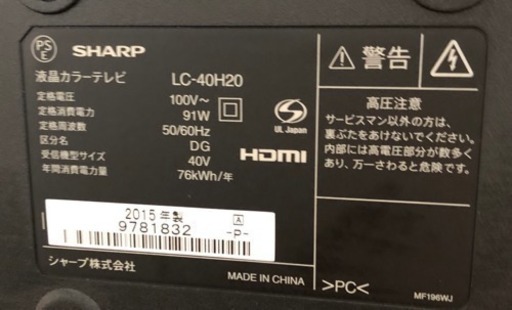 PS
E
SHARP
液晶カラーテレビ LC-40H20
定格電圧 100V~
定格消費電力 91W
定格周波数 50/60Hz
区分名 DG
受信機型サイズ 40V
年間消費電力量 76kWh/年
UL Japan
HDMI
2015年製 A
9781832 -P-
シャープ株式会社
MADE IN CHINA
警告
高圧注意
サービスマン以外の方は、
裏ぶたをあけないでください。
内部には高電圧部分が数多く
あり、万一さわると危険です。
>PC<
MF196WJ